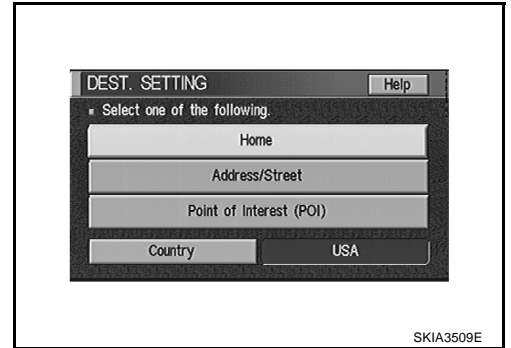 DEST. SETTING Help
Select one of the following.
Home
Address/Street
Point of Interest (POI)
Country USA
SKIA3509E